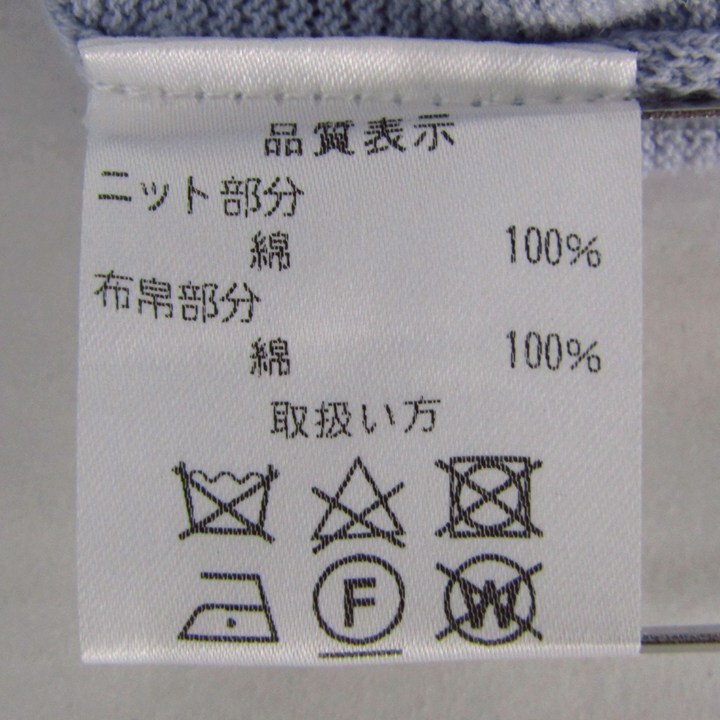 品質表示
ニット部分
綿 100%
布帛部分
綿 100%
取扱い方
F W